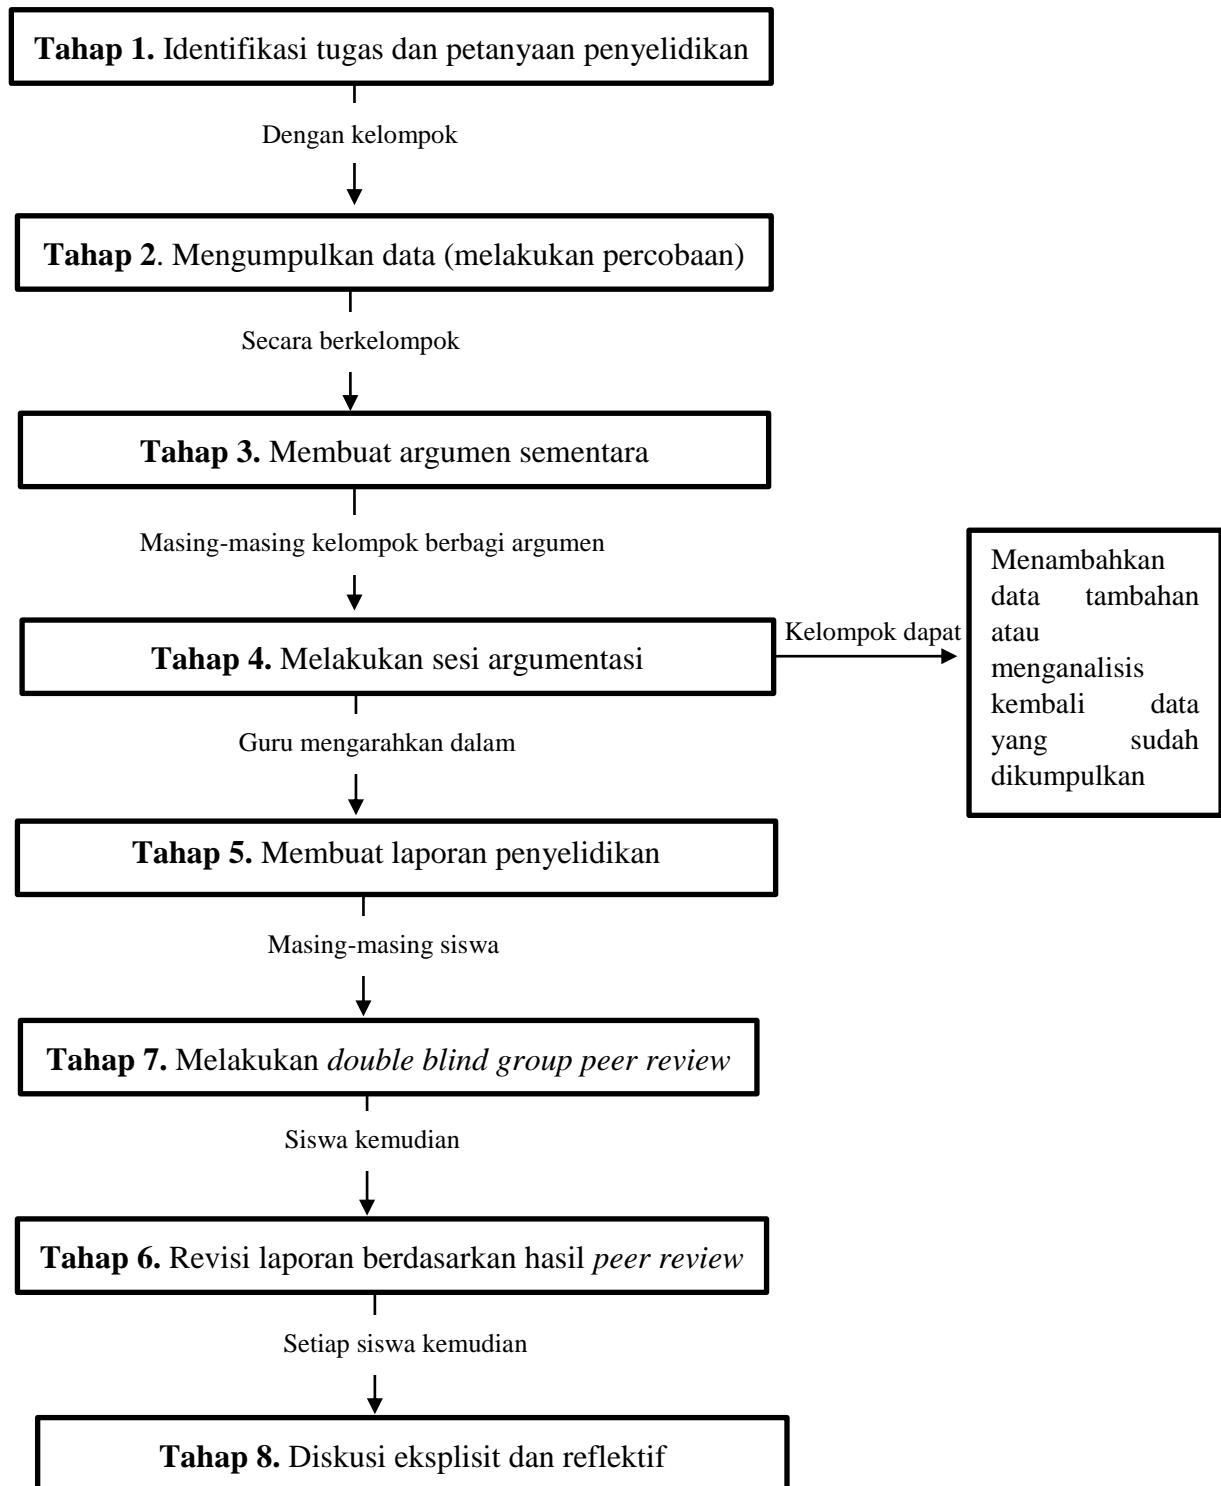 Tahap 1. Identifikasi tugas dan petanyaan penyelidikan
Dengan kelompok
Tahap 2. Mengumpulkan data (melakukan percobaan)
Secara berkelompok
Tahap 3. Membuat argumen sementara
Masing-masing kelompok berbagi argumen
Tahap 4. Melakukan sesi argumentasi
Kelompok dapat
Menambahkan
data tambahan
atau
menganalisis
kembali data
yang sudah
dikumpulkan
Guru mengarahkan dalam
Tahap 5. Membuat laporan penyelidikan
Masing-masing siswa
Tahap 7. Melakukan double blind group peer review
Siswa kemudian
Tahap 6. Revisi laporan berdasarkan hasil peer review
Setiap siswa kemudian
Tahap 8. Diskusi eksplisit dan reflektif